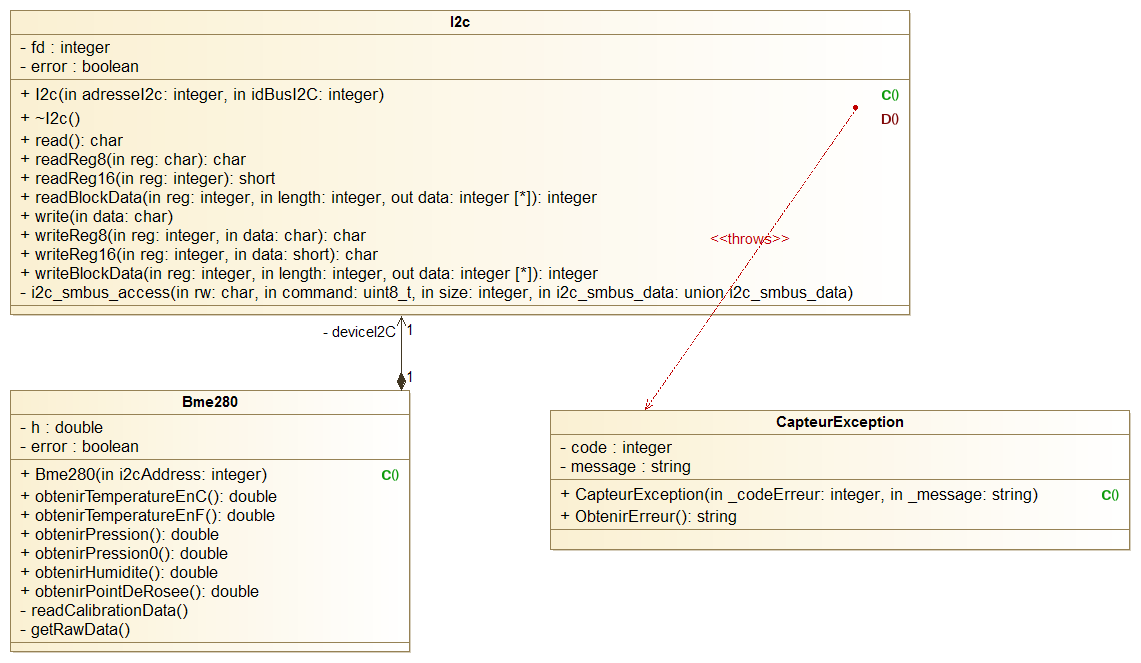 I2c
- fd : integer
- error : boolean
+ I2c(in adresseI2c: integer, in idBusI2C: integer) C()
+ ~I2c() D()
+ read(): char
+ readReg8(in reg: char): char
+ readReg16(in reg: integer): short
+ readBlockData(in reg: integer, in length: integer, out data: integer [*]): integer
+ write(in data: char)
+ writeReg8(in reg: integer, in data: char): char
+ writeReg16(in reg: integer, in data: short): char
+ writeBlockData(in reg: integer, in length: integer, out data: integer [*]): integer
- i2c_smbus_access(in rw: char, in command: uint8_t, in size: integer, in i2c_smbus_data: union i2c_smbus_data)
<<throws>>
- deviceI2C 1
1
Bme280
- h : double
- error : boolean
+ Bme280(in i2cAddress: integer) C()
+ obtenirTemperatureEnC(): double
+ obtenirTemperatureEnF(): double
+ obtenirPression(): double
+ obtenirPression0(): double
+ obtenirHumidite(): double
+ obtenirPointDeRosee(): double
- readCalibrationData()
- getRawData()
CapteurException
- code : integer
- message : string
+ CapteurException(in _codeErreur: integer, in _message: string) C()
+ ObtenirErreur(): string